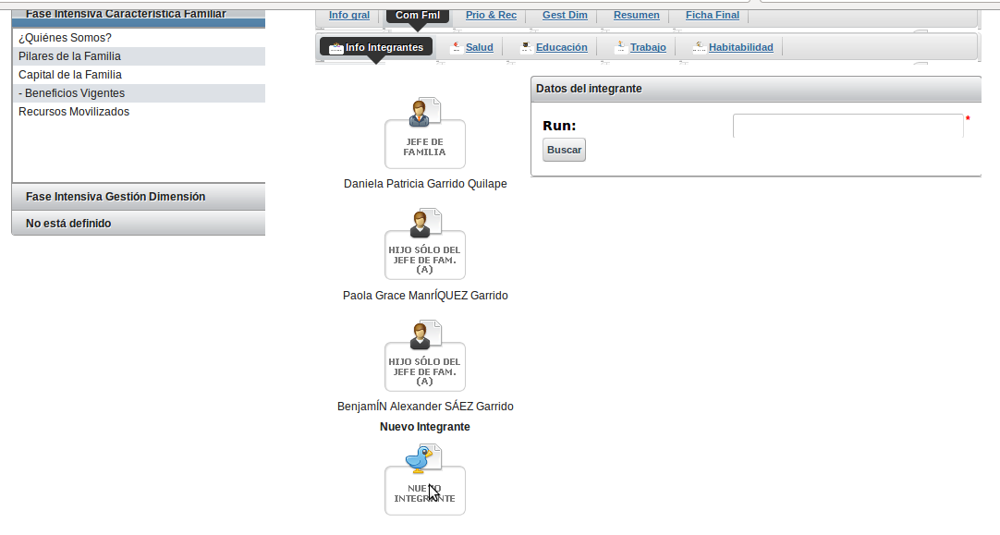 Fase Intensiva Característica Familiar
¿Quiénes Somos?
Pilares de la Familia
Capital de la Familia
- Beneficios Vigentes
Recursos Movilizados
Fase Intensiva Gestión Dimensión
No está definido
Info gral Com Fml Prio & Rec Gest Dim Resumen Ficha Final
Info Integrantes Salud Educación Trabajo Habitabilidad
JEFE DE
FAMILIA
Daniela Patricia Garrido Quilape
HIJO SÓLO DEL
JEFE DE FAM.
(A)
Paola Grace ManrÍQUEZ Garrido
HIJO SÓLO DEL
JEFE DE FAM.
(A)
BenjamÍN Alexander SÁEZ Garrido
Nuevo Integrante
NUEVO
INTEGRANTE
Datos del integrante
Run: *
Buscar